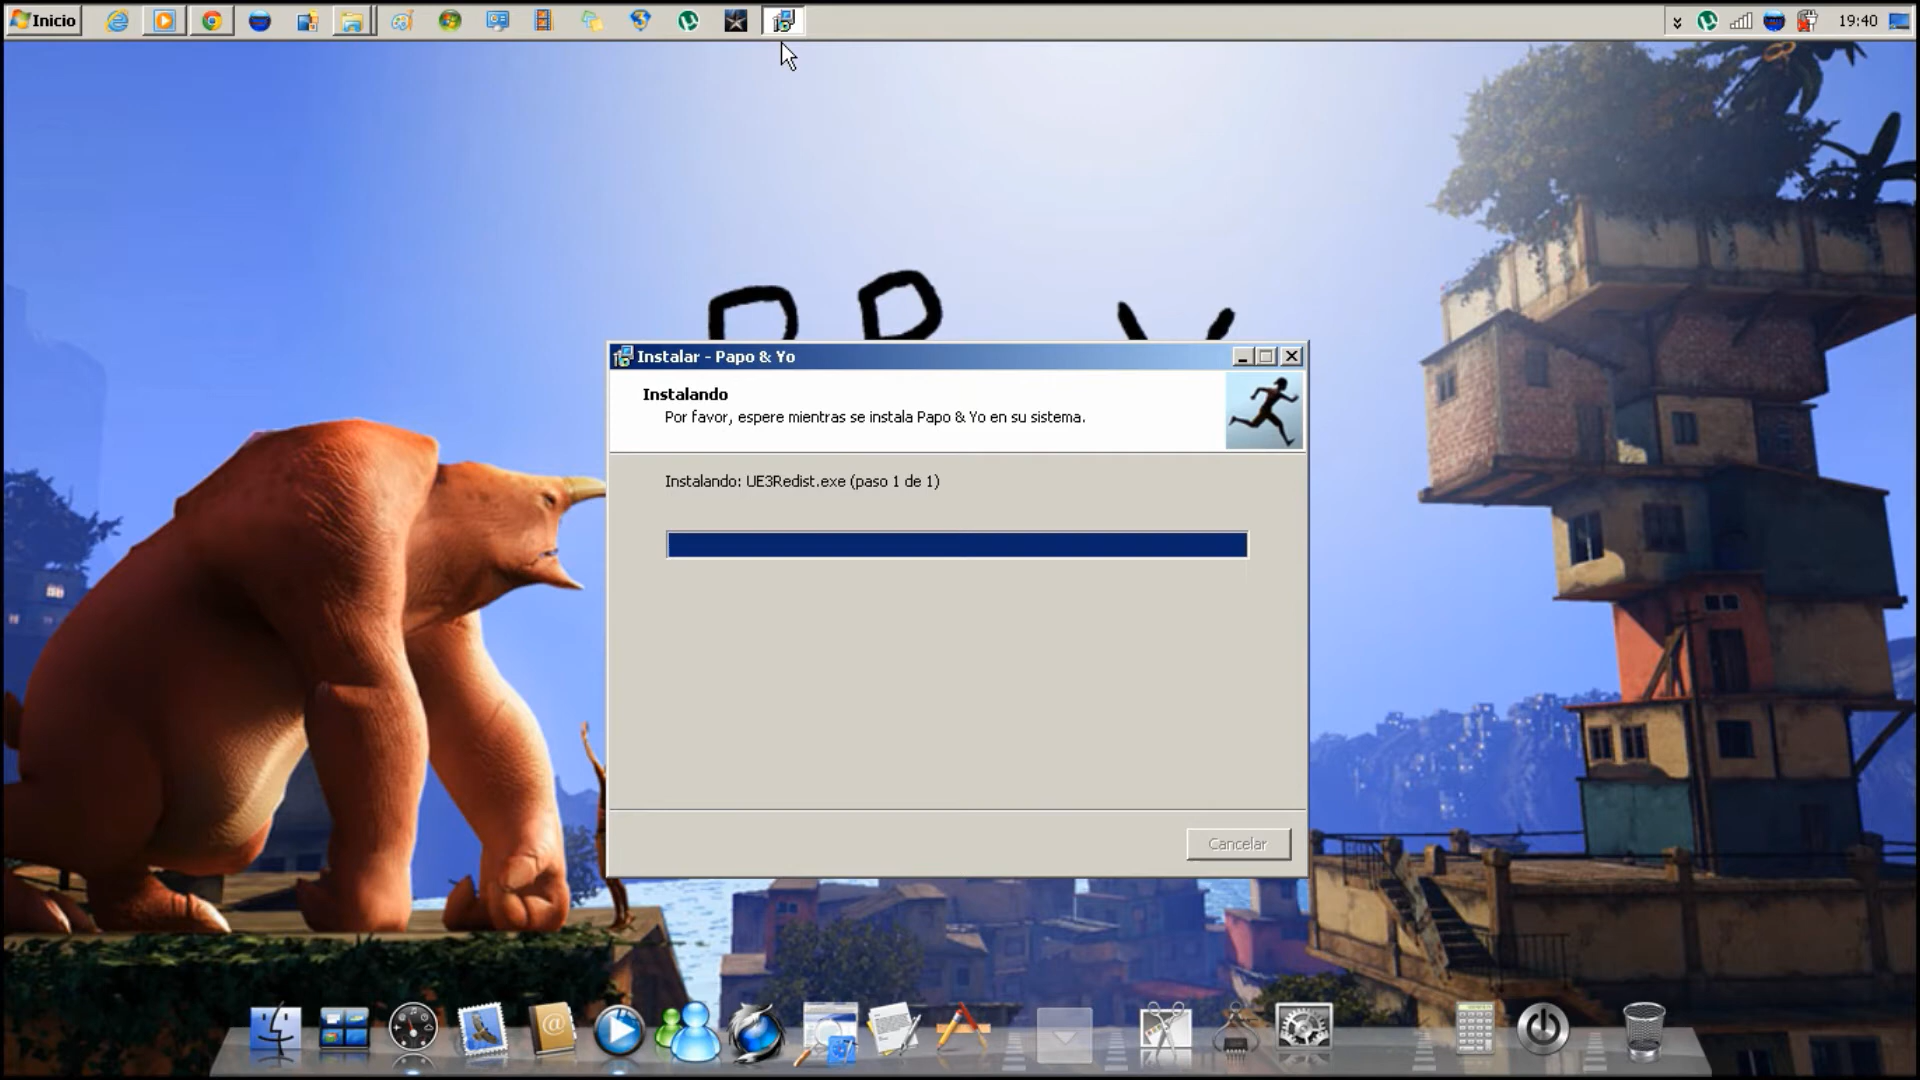 Inicio
19:40
Instalar - Papo & Yo
Instalando
Por favor, espere mientras se instala Papo & Yo en su sistema.
Instalando: UE3Redist.exe (paso 1 de 1)
Cancelar